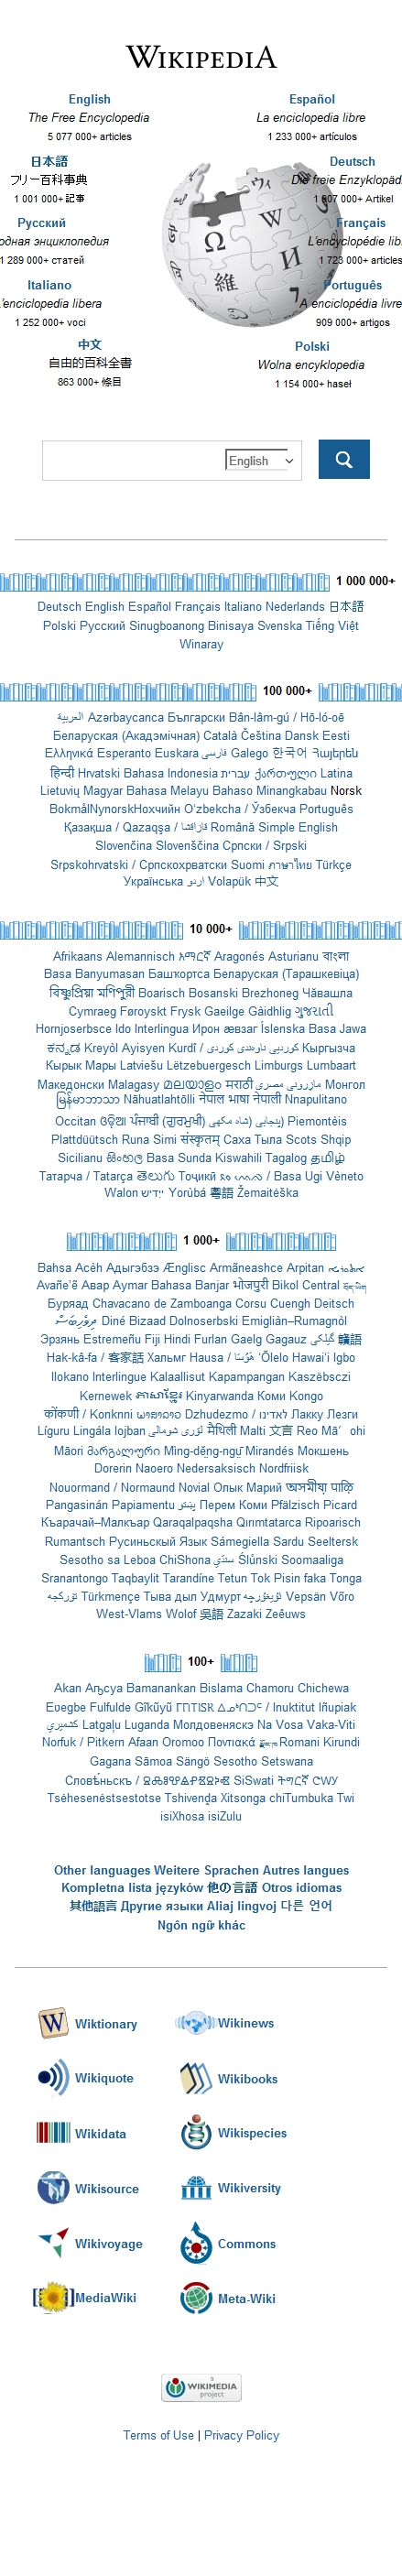 WIKIPEDIA
English
The Free Encyclopedia
5 077 000+ articles
Español
La enciclopedia libre
1 233 000+ artículos
日本語
フリー百科事典
1 001 000+ 記事
Deutsch
Die freie Enzyklopäd
1 907 000+ Artikel
Русский
одная энциклопедия
1 289 000+ статей
Français
L'encyclopédie lib
1 723 000+ articles
Italiano
'enciclopedia libera
1 252 000+ voci
Português
A enciclopédia livre
909 000+ artigos
中文
自由的百科全書
863 000+ 條目
Polski
Wolna encyklopedia
1 154 000+ haseł
English
1 000 000+
Deutsch English Español Français Italiano Nederlands 日本語
Polski Русский Sinugboanong Binisaya Svenska Tiếng Việt
Winaray
100 000+
العربية Azərbaycanca Български Bân-lâm-gú / Hō-ló-oē
Беларуская (Акадэмічная) Català Čeština Dansk Eesti
Ελληνικά Esperanto Euskara فارسی Galego 한국어 Հայերեն
हिन्दी Hrvatski Bahasa Indonesia עברית ქართული Latina
Lietuvių Magyar Bahasa Melayu Bahaso Minangkabau Norsk
BokmålNynorskНохчийн Oʻzbekcha / Ўзбекча Português
Қазақша / Qazaqşa / قازاقشا Română Simple English
Slovenčina Slovenščina Српски / Srpski
Srpskohrvatski / Српскохрватски Suomi ภาษาไทย Türkçe
Українська اردو Volapük 中文
10 000+
Afrikaans Alemannisch አማርኛ Aragonés Asturianu বাংলা
Basa Banyumasan Башҡортса Беларуская (Тарашкевіца)
বিষ্ণুপ্রিয়া মণিপুরী Boarisch Bosanski Brezhoneg Чӑвашла
Cymraeg Føroyskt Frysk Gaeilge Gàidhlig ગુજરાતી
Hornjoserbsce Ido Interlingua Ирон æвзаг Íslenska Basa Jawa
ಕನ್ನಡ Kreyòl Ayisyen Kurdî / كوردی ناوەندی كوردیی Кыргызча
Кырык Мары Latviešu Lëtzebuergesch Limburgs Lumbaart
Македонски Malagasy മലയാളം मराठी مازِرونی مصرى Монгол
မြန်မာဘာသာ Nāhuatlahtōlli नेपाल भाषा नेपाली Nnapulitano
Occitan ଓଡ଼ିଆ ਪੰਜਾਬੀ (ਗੁਰਮੁਖੀ) پنجابی (شاہ مکھی) Piemontèis
Plattdüütsch Runa Simi संस्कृतम् Саха Тыла Scots Shqip
Sicilianu සිංහල Basa Sunda Kiswahili Tagalog தமிழ்
Татарча / Tatarça తెలుగు Тоҷикӣ ᨅᨔ ᨕᨘᨁᨗ / Basa Ugi Vèneto
Walon ייִדיש Yorùbá 粵語 Žemaitėška
1 000+
Bahsa Acèh Адыгэбзэ Ænglisc Armãneashce Arpitan ܐܬܘܪܝܐ
Avañe'ẽ Авар Aymar Bahasa Banjar भोजपुरी Bikol Central
Буряад Chavacano de Zamboanga Corsu Cuengh Deitsch
ދިވެހިބަސް Diné Bizaad Dolnoserbski Emigliàn–Rumagnòl
Эрзянь Estremeñu Fiji Hindi Furlan Gaelg Gagauz گیلکی 贛語
Hak-kâ-fa / 客家話 Хальмг Hausa / هَوُسَا ʻŌlelo Hawaiʻi Igbo
Ilokano Interlingue Kalaallisut Kapampangan Kaszëbsczi
Kernewek ភាសាខ្មែរ Kinyarwanda Коми Kongo
कोंकणी / Konknni ພາສາລາວ Dzhudezmo / לאדינו Лакку Лезги
Líguru Lingála lojban لۊری شومالی मैथिली Malti 文言 Reo Mā’ohi
Māori მარგალური Mìng-dĕ̤ng-ngṳ̄ Mirandés Мокшень
Dorerin Naoero Nedersaksisch Nordfriisk
Nouormand / Normaund Novial Олык Марий অসমীযা় पाऴि
Pangasinán Papiamentu پښتو Перем Коми Pfälzisch Picard
Къарачай–Малкъар Qaraqalpaqsha Qırımtatarca Ripoarisch
Rumantsch Русиньскый Язык Sámegiella Sardu Seeltersk
Sesotho sa Leboa ChiShona سنڌي Ślůnski Soomaaliga
Sranantongo Taqbaylit Tarandíne Tetun Tok Pisin faka Tonga
تورکجه Türkmençe Тыва дыл Удмурт ئۇيغۇرچه Vepsän Võro
West-Vlams Wolof 吳語 Zazaki Zeêuws
100+
Akan Аҧсуа Bamanankan Bislama Chamoru Chichewa
Eʋegbe Fulfulde Gĩkũyũ ᒥᐢᑎᔑᑉ ᐃᓄᒃᑎᑐᑦ / Inuktitut Iñupiak
كشميري Latgaļu Luganda Молдовеняскэ Na Vosa Vaka-Viti
Norfuk / Pitkern Afaan Oromoo Ποντιακά Romani Kirundi
Gagana Sāmoa Sängö Sesotho Setswana
Словѣ́ньскъ / ⰔⰎⰑⰂⰡⰐⰠⰔⰍⰟ SiSwati ትግርኛ ᏣᎳᎩ
Tsėhesenėstsestotse Tshivenḓa Xitsonga chiTumbuka Twi
isiXhosa isiZulu
Other languages Weitere Sprachen Autres langues
Kompletna lista języków 他の言語 Otros idiomas
其他語言 Другие языки Aliaj lingvoj 다른 언어
Ngôn ngữ khác
Wiktionary
Wikinews
Wikiquote
Wikibooks
Wikidata
Wikispecies
Wikisource
Wikiversity
Wikivoyage
Commons
MediaWiki
Meta-Wiki
a
WIKIMEDIA
project
Terms of Use | Privacy Policy